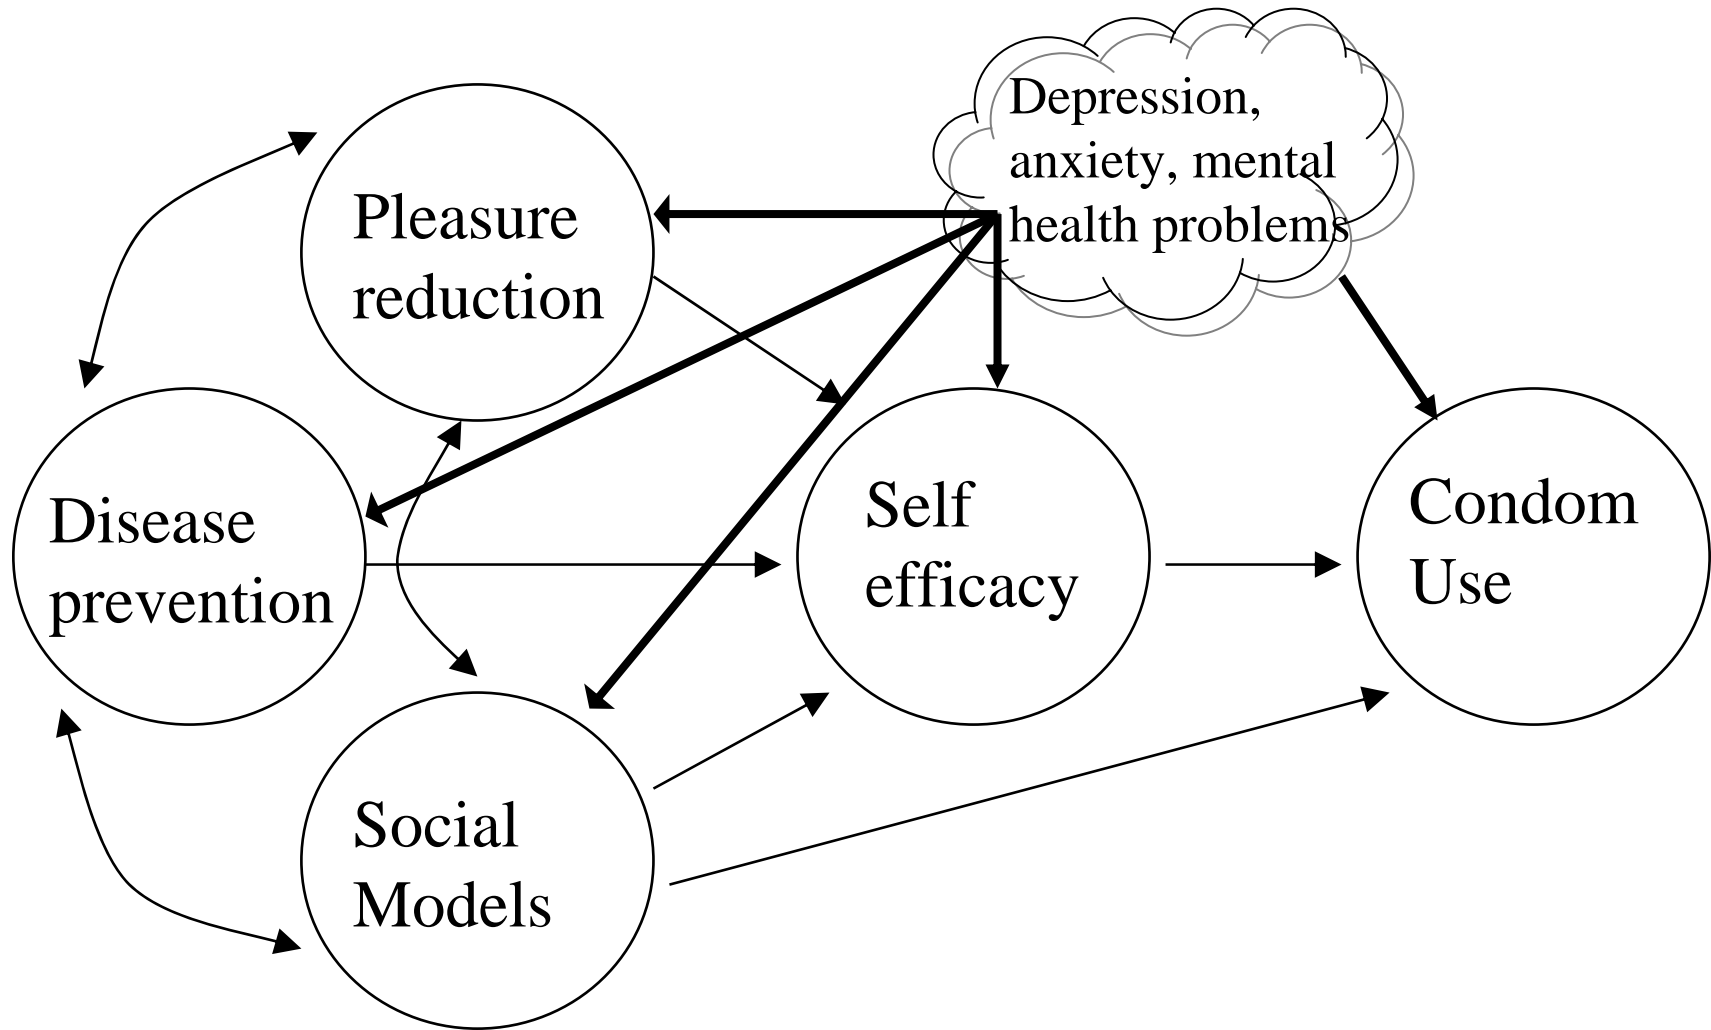 Depression,
anxiety, mental
health problems
Pleasure
reduction
Disease
prevention
Self
efficacy
Condom
Use
Social
Models